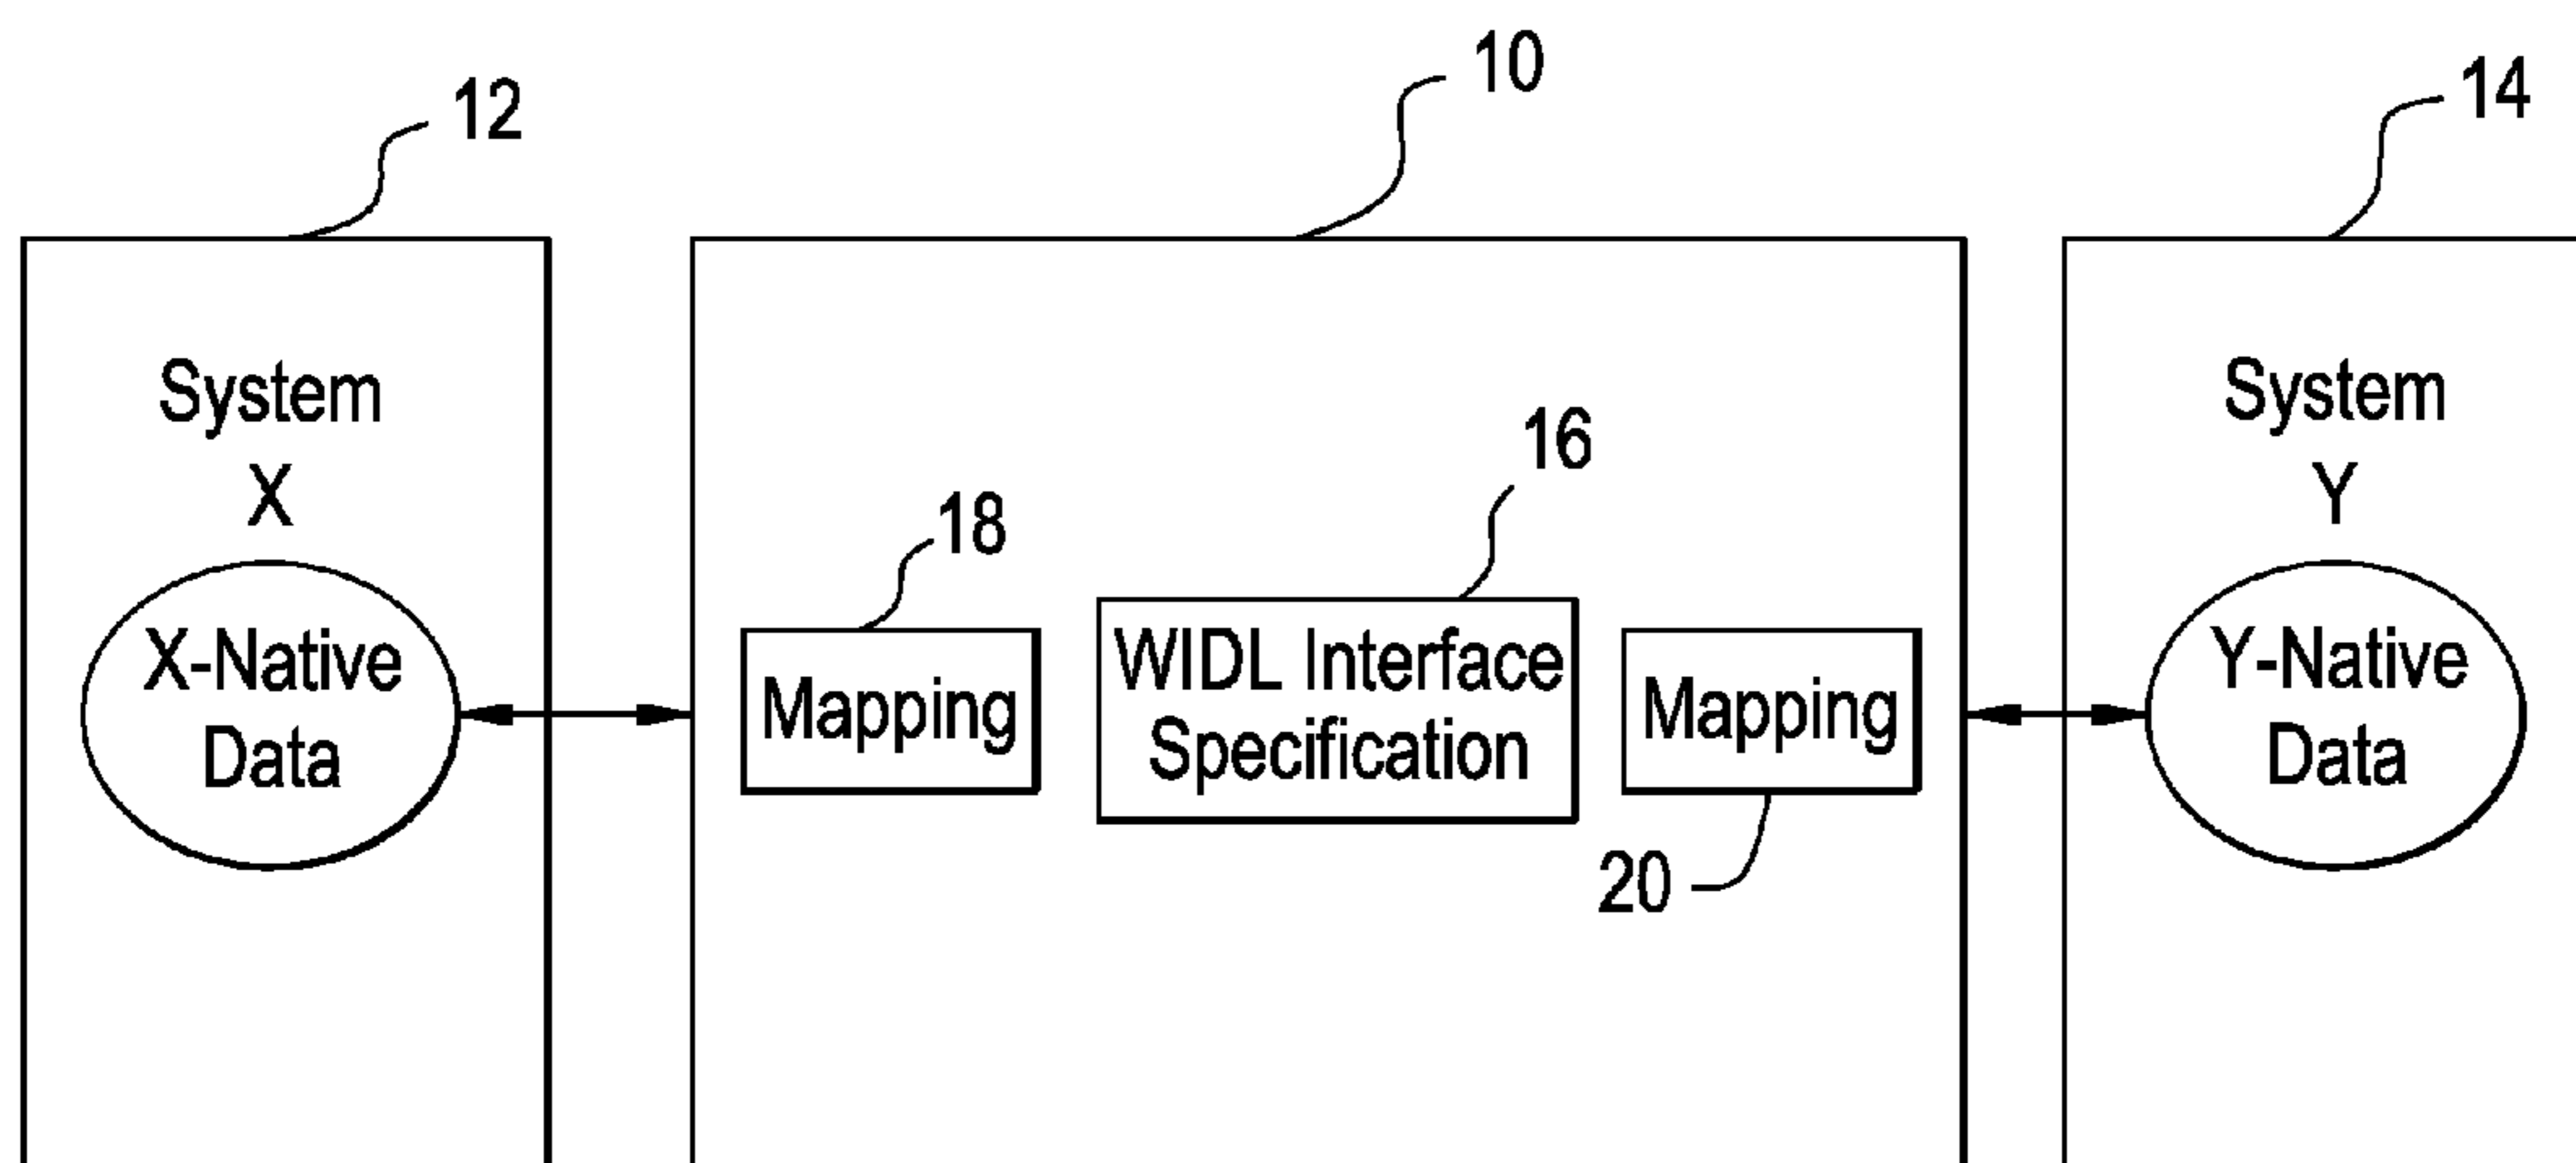 12
10
14
System
X
X-Native
Data
18
Mapping
16
WIDL Interface
Specification
Mapping
20
System
Y
Y-Native
Data